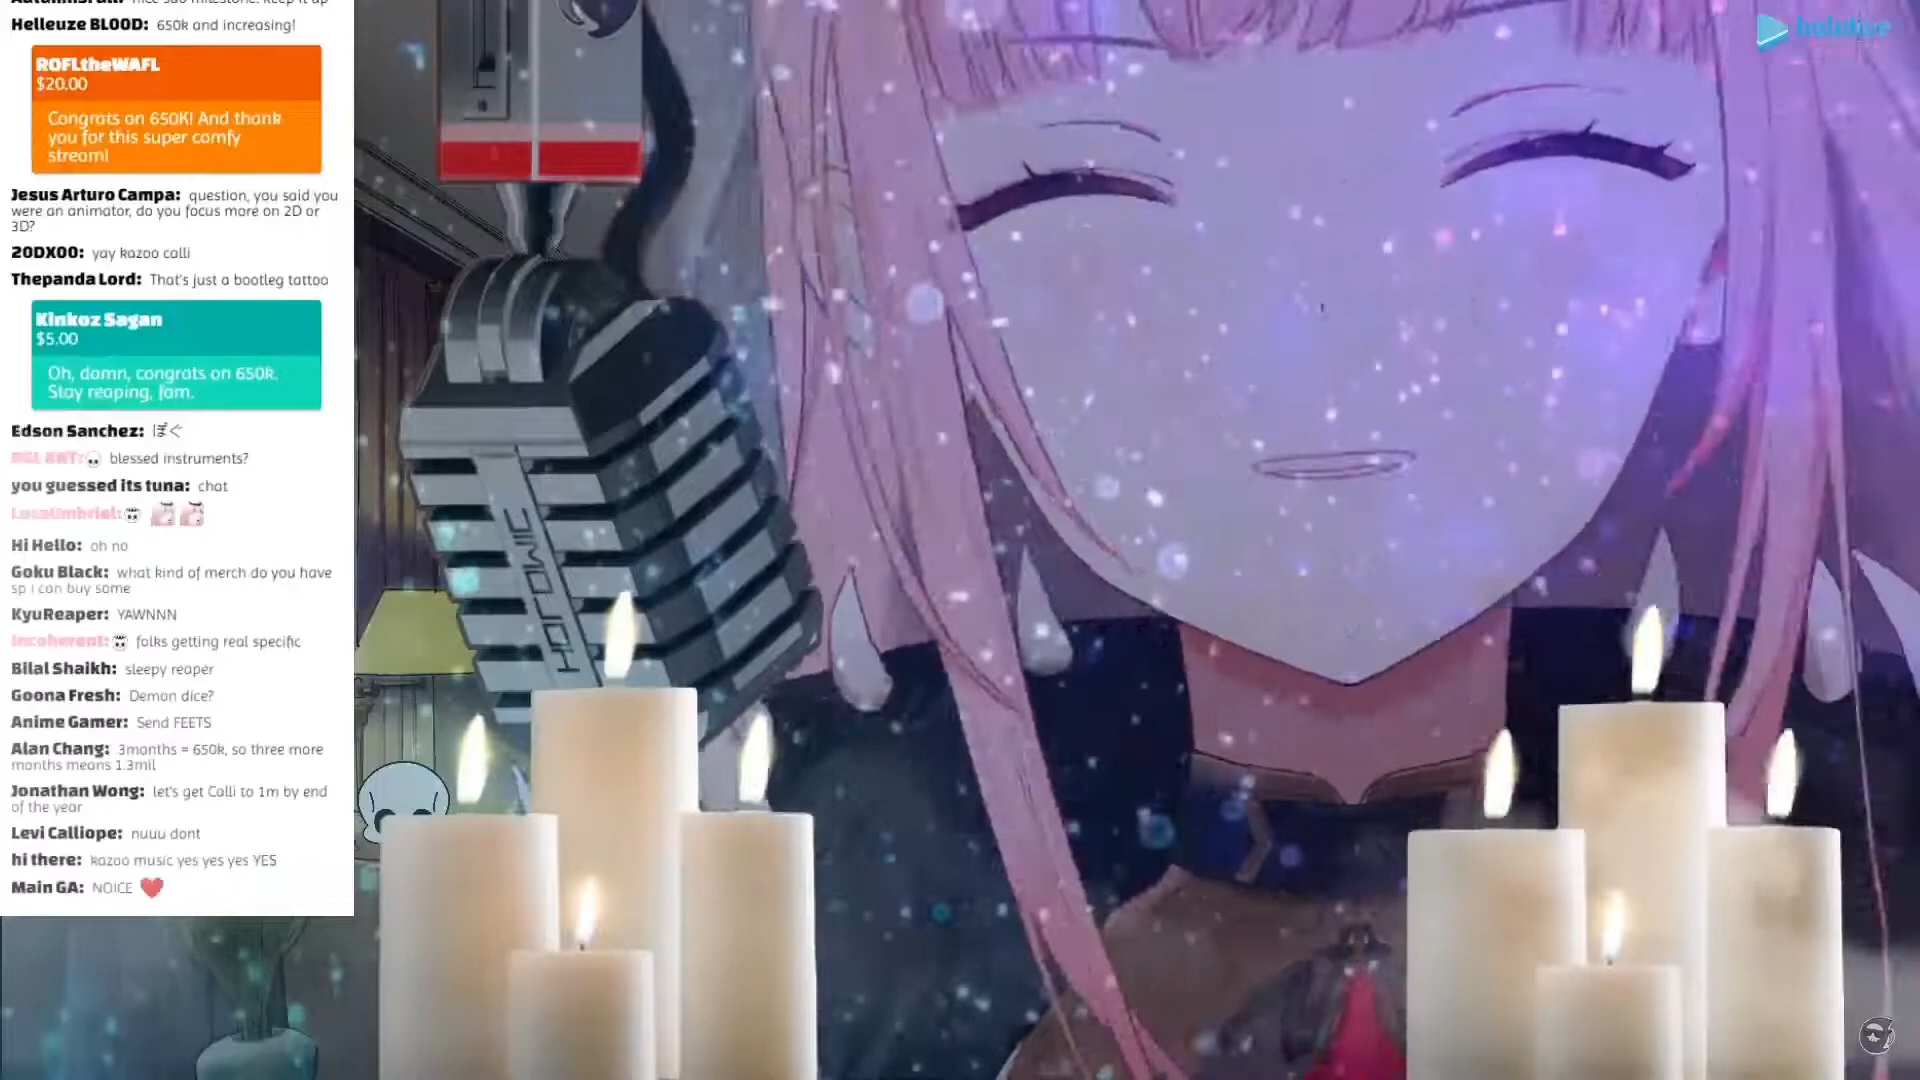 Helleuze BLOOD: 650k and increasing!
ROFLtheWAFL
$20.00
Congrats on 650K! And thank
you for this super comfy
stream!
Jesus Arturo Campa: question, you said you
were an animator, do you focus more on 2D or
3D?
20DX00: yay kazoo calli
Thepanda Lord: That's just a bootleg tattoo
Kinkoz Sagan
$5.00
Oh, damn, congrats on 650k.
Stay reaping, fam.
Edson Sanchez: ぽぐ
blessed instruments?
you guessed its tuna: chat
LucaUmbriel:
Hi Hello: oh no
Goku Black: what kind of merch do you have
sp i can buy some
KyuReaper: YAWNNN
Incoherent: folks getting real specific
Bilal Shaikh: sleepy reaper
Goona Fresh: Demon dice?
Anime Gamer: Send FEETS
Alan Chang: 3months = 650k, so three more
months means 1.3mil
Jonathan Wong: let's get Calli to 1m by end
of the year
Levi Calliope: nuuu dont
hi there: kazoo music yes yes yes YES
Main GA: NOICE ❤️
hololive